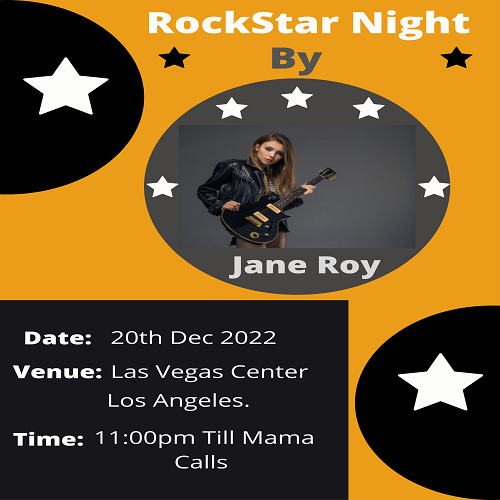 RockStar Night
By
Jane Roy
Date: 20th Dec 2022
Venue: Las Vegas Center
Los Angeles.
Time: 11:00pm Till Mama
Calls